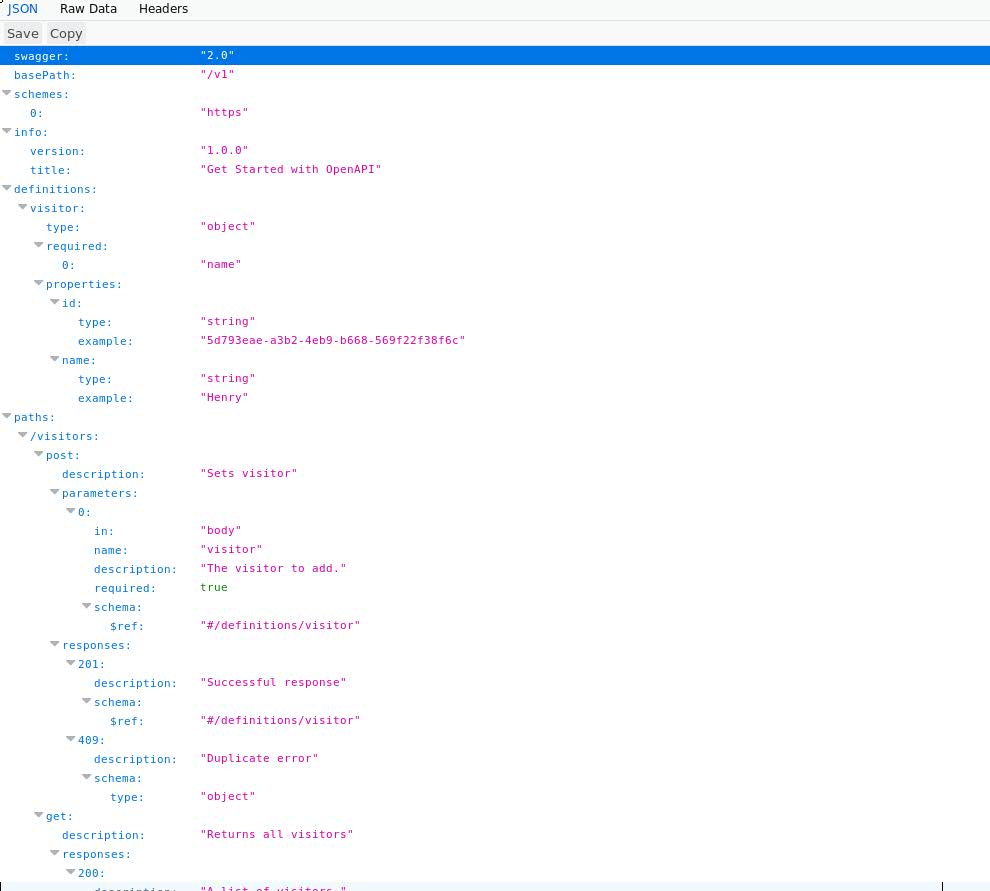 JSON Raw Data Headers
Save Copy
swagger: "2.0"
basePath: "/v1"
schemes:
0: "https"
info:
version: "1.0.0"
title: "Get Started with OpenAPI"
definitions:
visitor:
type: "object"
required:
0: "name"
properties:
id:
type: "string"
example: "5d793eae-a3b2-4eb9-b668-569f22f38f6c"
name:
type: "string"
example: "Henry"
paths:
/visitors:
post:
description: "Sets visitor"
parameters:
0:
in: "body"
name: "visitor"
description: "The visitor to add."
required: true
schema:
$ref: "#/definitions/visitor"
responses:
201:
description: "Successful response"
schema:
$ref: "#/definitions/visitor"
409:
description: "Duplicate error"
schema:
type: "object"
get:
description: "Returns all visitors"
responses:
200:
description: "A list of visitors."